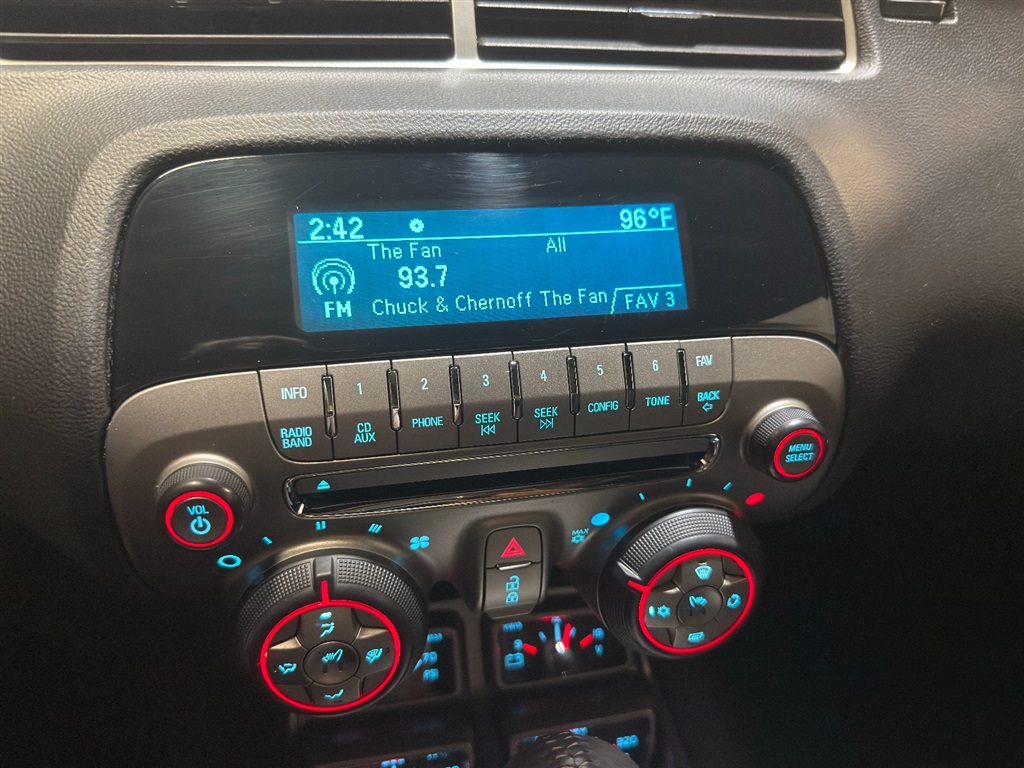 2:42 96°F
The Fan All
93.7
FM Chuck & Chernoff The Fan FAV 3
INFO 1 2 3 4 5 6 FAV
RADIO BAND CD AUX PHONE SEEK SEEK CONFIG TONE BACK
VOL
MENU SELECT
MAX